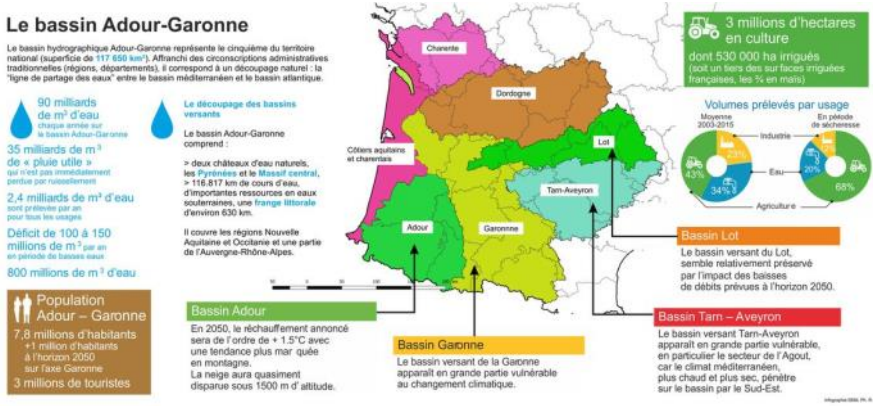 Le bassin Adour-Garonne
Le bassin hydrographique Adour-Garonne représente le cinquième du territoire
national (superficie de 117 650 km²). Affranchi des circonscriptions administratives
traditionnelles (régions, départements), il correspond à un découpage naturel : la
"ligne de partage des eaux" entre le bassin méditerranéen et le bassin atlantique.
90 milliards
de m³ d'eau
chaque année sur
le bassin Adour-Garonne
35 milliards de m³
de « pluie utile »
qui n'est pas immédiatement
perdue par ruissellement
2,4 milliards de m³ d'eau
sont prélevée par an
pour tous les usages
Déficit de 100 à 150
millions de m³ par an
en période de basses eaux
800 millions de m³ d'eau
Population
Adour – Garonne
7,8 millions d'habitants
+1 million d'habitants
à l'horizon 2050
sur l'axe Garonne
3 millions de touristes
Le découpage des bassins
versants
Le bassin Adour-Garonne
comprend :
> deux châteaux d'eau naturels,
les Pyrénées et le Massif central,
> 116.817 km de cours d'eau,
d'importantes ressources en eaux
souterraines, une frange littorale
d'environ 630 km.
Il couvre les régions Nouvelle
Aquitaine et Occitanie et une partie
de l'Auvergne-Rhône-Alpes.
Charente
Dordogne
Lot
Côtiers aquitains
et charentais
Tarn-Aveyron
Adour
Garonnne
Bassin Adour
En 2050, le réchauffement annoncé
sera de l'ordre de + 1.5°C avec
une tendance plus mar quée
en montagne.
La neige aura quasiment
disparue sous 1500 m d'altitude.
Bassin Garonne
Le bassin versant de la Garonne
apparaît en grande partie vulnérable
au changement climatique.
3 millions d'hectares
en culture
dont 530 000 ha irrigués
(soit un tiers des surfaces irriguées
françaises, les ⅔ en maïs)
Volumes prélevés par usage
Moyenne
2003-2015
En période
de sécheresse
Industrie
23%
43%
Eau
34%
20%
68%
Agriculture
Bassin Lot
Le bassin versant du Lot,
semble relativement préservé
par l'impact des baisses
de débits prévues à l'horizon 2050.
Bassin Tarn – Aveyron
Le bassin versant Tarn-Aveyron
apparaît en grande partie vulnérable,
en particulier le secteur de l'Agout,
car le climat méditerranéen,
plus chaud et plus sec, pénètre
sur le bassin par le Sud-Est.